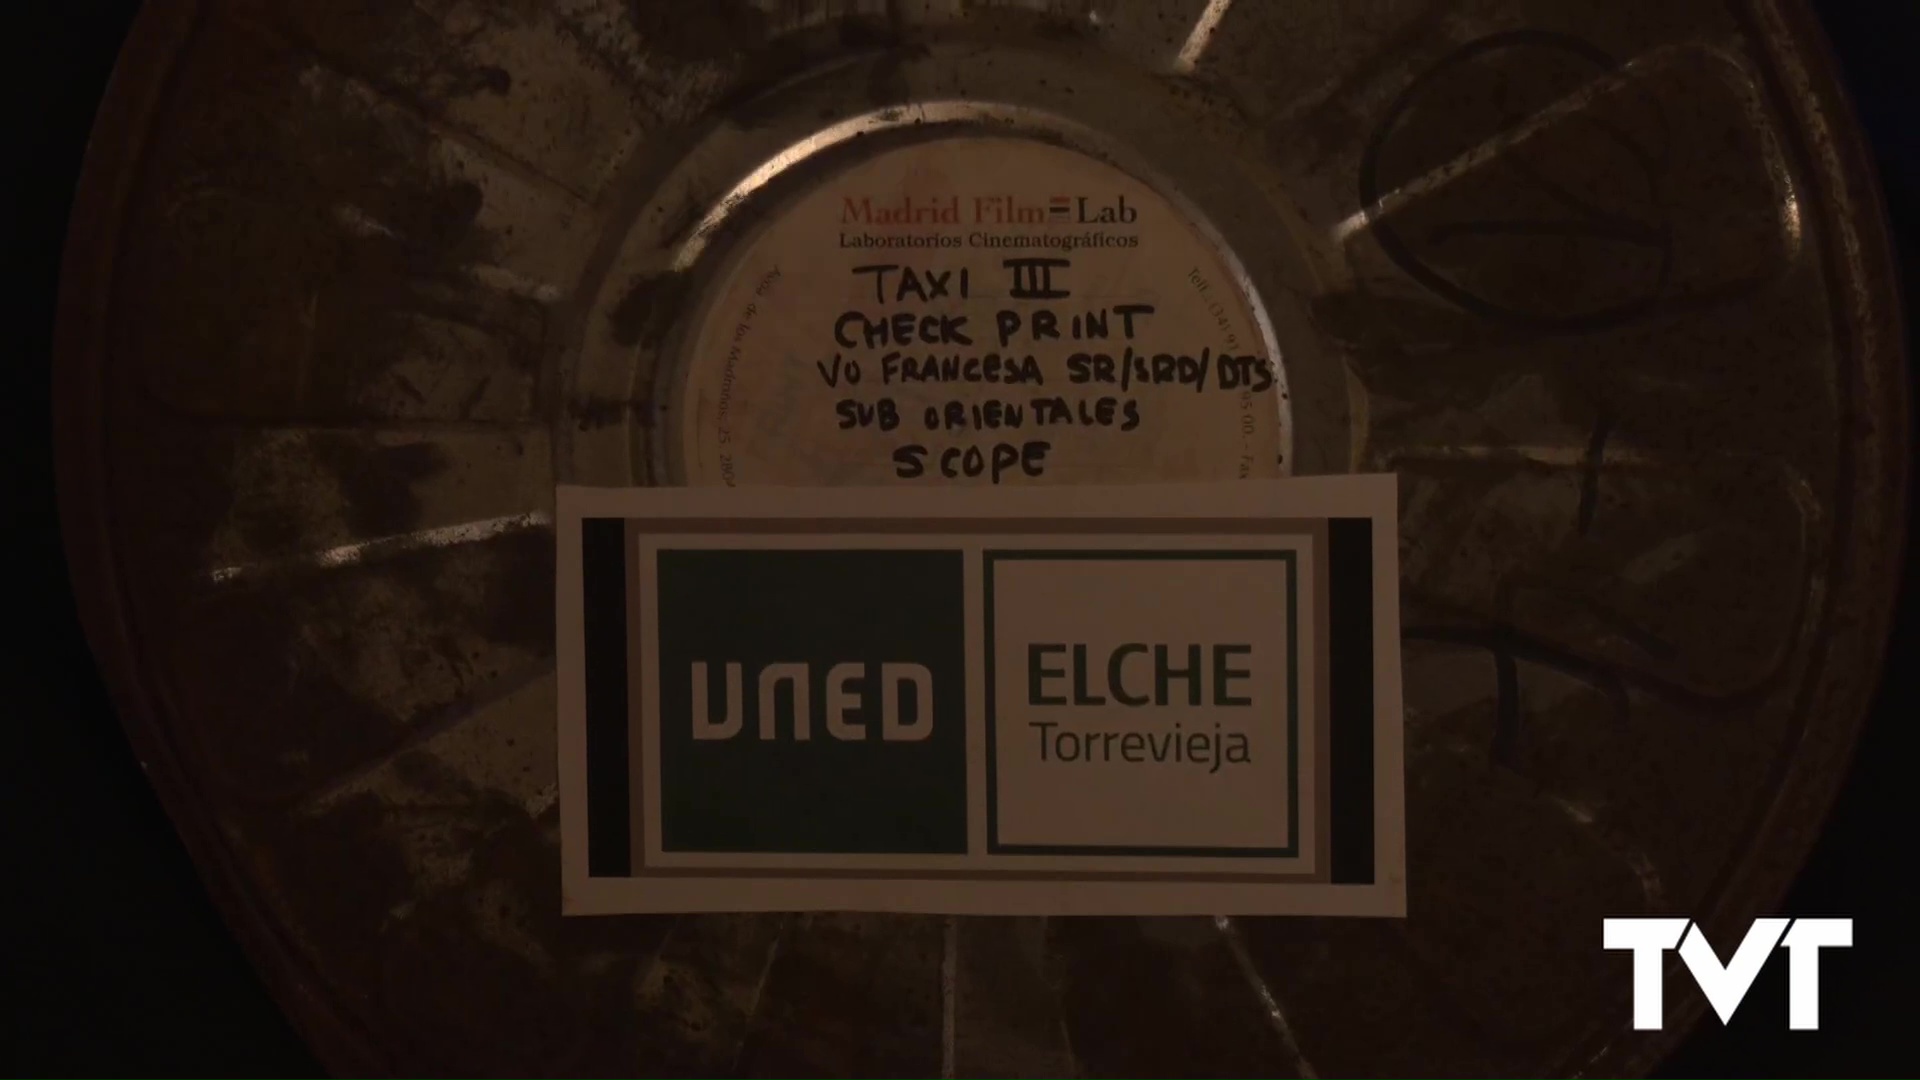 Madrid Film Lab
Laboratorios Cinematográficos
TAXI III
CHECK PRINT
VO FRANCESA SR/SRD/DTS
SUB ORIENTALES
SCOPE
UNED
ELCHE
Torrevieja
TVT